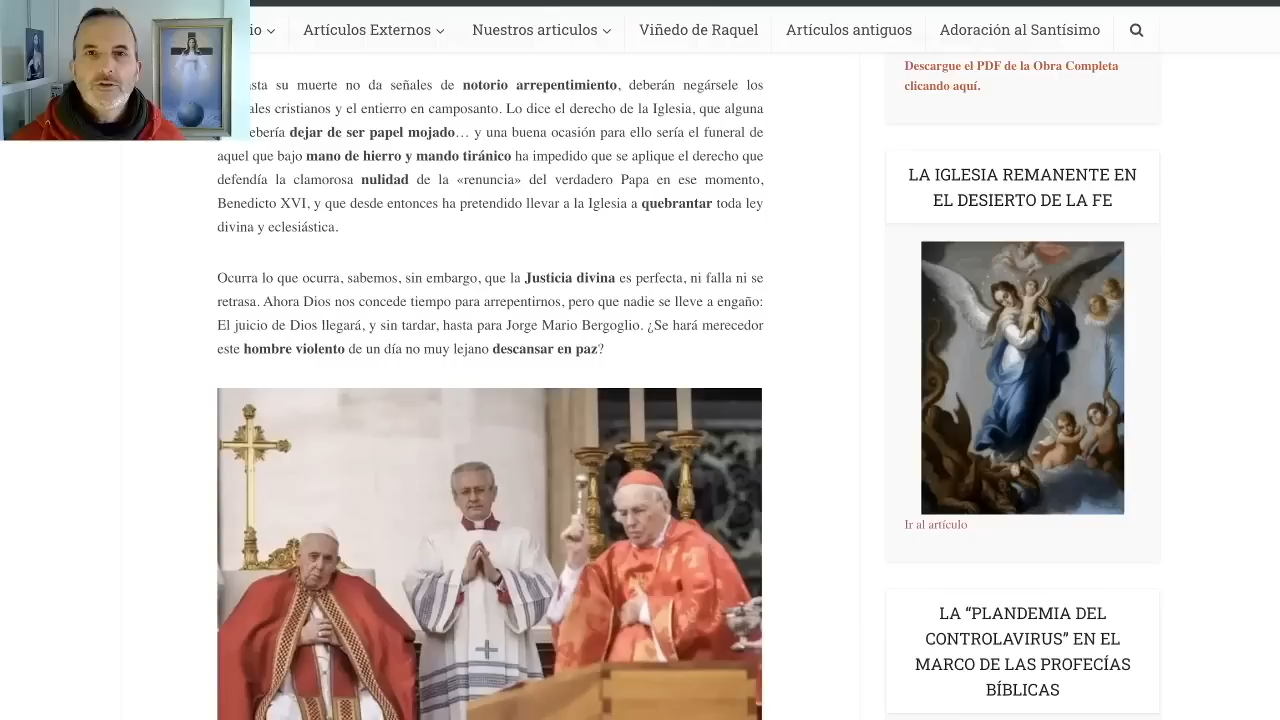 Artículos Externos
Nuestros articulos
Viñedo de Raquel
Artículos antiguos
Adoración al Santísimo
su muerte no da señales de notorio arrepentimiento, deberán negársele los
cristianos y el entierro en camposanto. Lo dice el derecho de la Iglesia, que alguna
dejar de ser papel mojado… y una buena ocasión para ello sería el funeral de
aquel que bajo mano de hierro y mando tiránico ha impedido que se aplique el derecho que
defendía la clamorosa nulidad de la «renuncia» del verdadero Papa en ese momento,
Benedicto XVI, y que desde entonces ha pretendido llevar a la Iglesia a quebrantar toda ley
divina y eclesiástica.
Ocurra lo que ocurra, sabemos, sin embargo, que la Justicia divina es perfecta, ni falla ni se
retrasa. Ahora Dios nos concede tiempo para arrepentirnos, pero que nadie se lleve a engaño:
El juicio de Dios llegará, y sin tardar, hasta para Jorge Mario Bergoglio. ¿Se hará merecedor
este hombre violento de un día no muy lejano descansar en paz?
Descargue el PDF de la Obra Completa
clicando aquí.
LA IGLESIA REMANENTE EN
EL DESIERTO DE LA FE
Ir al artículo
LA “PLANDEMIA DEL
CONTROLAVIRUS” EN EL
MARCO DE LAS PROFECÍAS
BÍBLICAS